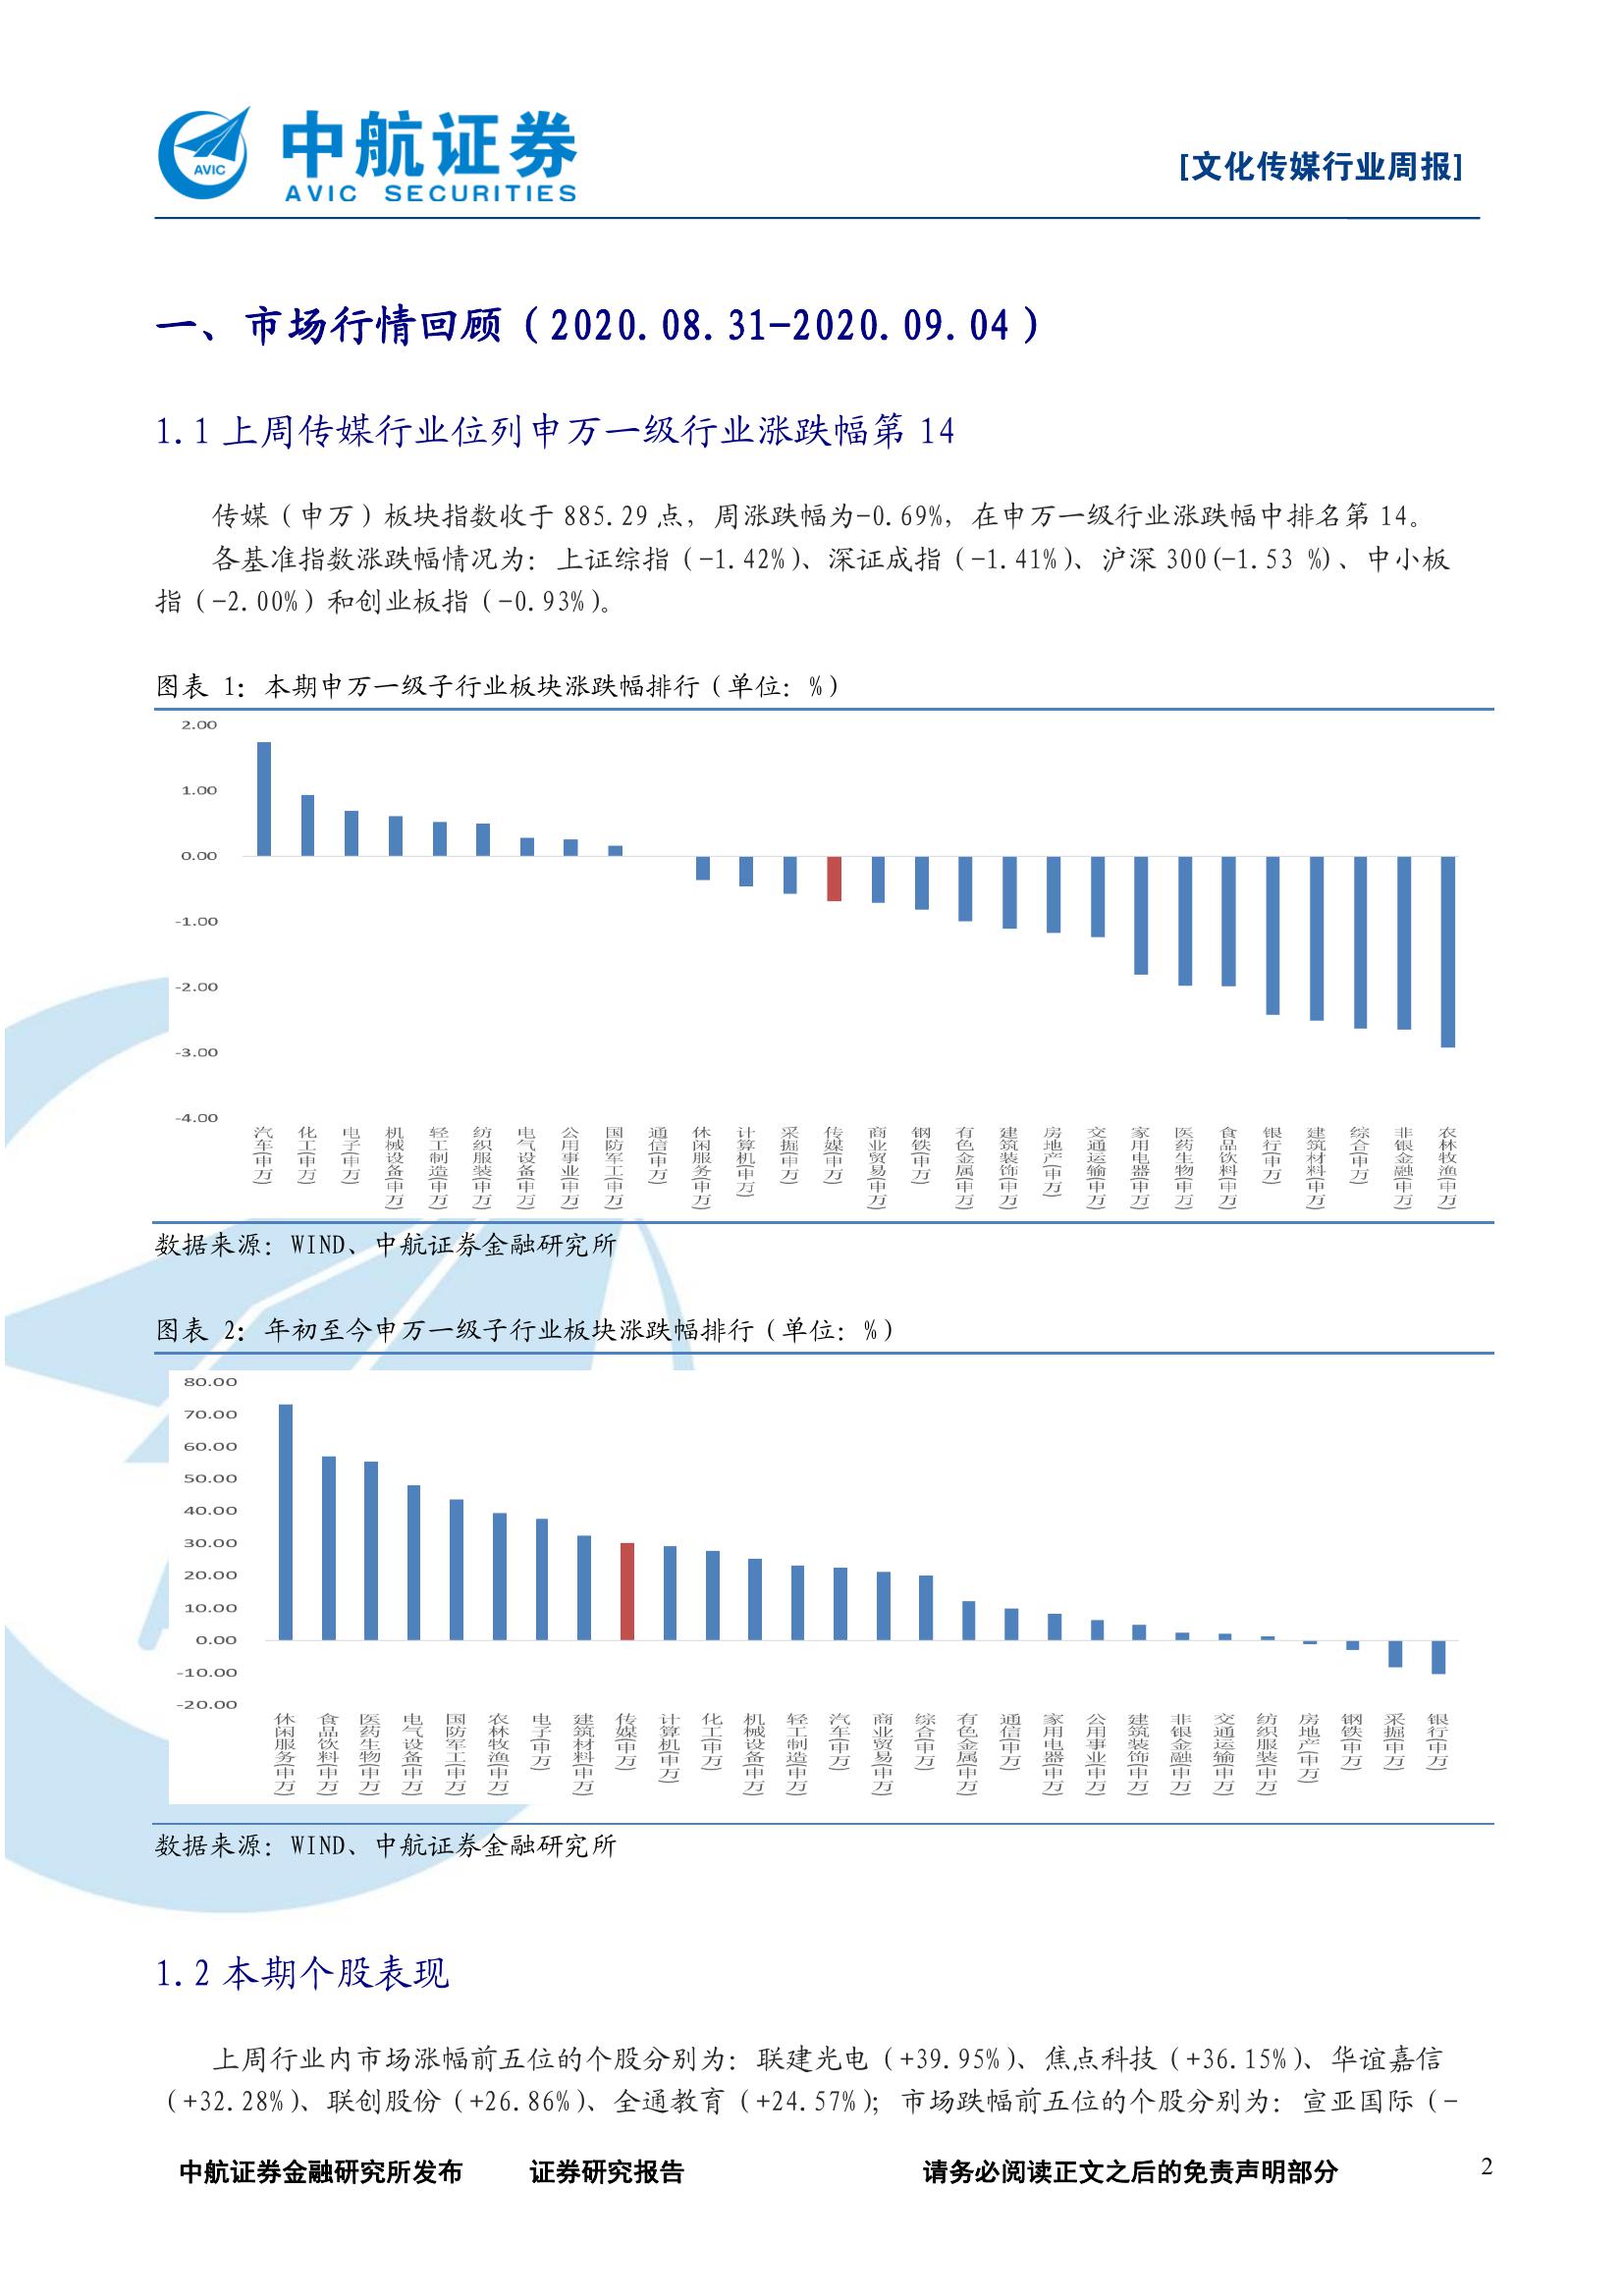 AVIC
中航证券
AVIC SECURITIES
[文化传媒行业周报]
一、市场行情回顾（2020.08.31-2020.09.04）
1.1 上周传媒行业位列申万一级行业涨跌幅第 14
传媒（申万）板块指数收于 885.29 点，周涨跌幅为-0.69%，在申万一级行业涨跌幅中排名第 14。
各基准指数涨跌幅情况为：上证综指（-1.42%）、深证成指（-1.41%）、沪深 300(-1.53 %)、中小板
指（-2.00%）和创业板指（-0.93%）。
图表 1：本期申万一级子行业板块涨跌幅排行（单位：%）
2.00
1.00
0.00
-1.00
-2.00
-3.00
-4.00
汽车(申万)
化工(申万)
电子(申万)
机械设备(申万)
轻工制造(申万)
纺织服装(申万)
电气设备(申万)
公用事业(申万)
国防军工(申万)
通信(申万)
休闲服务(申万)
计算机(申万)
采掘(申万)
传媒(申万)
商业贸易(申万)
钢铁(申万)
有色金属(申万)
建筑装饰(申万)
房地产(申万)
交通运输(申万)
家用电器(申万)
医药生物(申万)
食品饮料(申万)
银行(申万)
建筑材料(申万)
综合(申万)
非银金融(申万)
农林牧渔(申万)
数据来源：WIND、中航证券金融研究所
图表 2：年初至今申万一级子行业板块涨跌幅排行（单位：%）
80.00
70.00
60.00
50.00
40.00
30.00
20.00
10.00
0.00
-10.00
-20.00
休闲服务(申万)
食品饮料(申万)
医药生物(申万)
电气设备(申万)
国防军工(申万)
农林牧渔(申万)
电子(申万)
建筑材料(申万)
传媒(申万)
计算机(申万)
化工(申万)
机械设备(申万)
轻工制造(申万)
汽车(申万)
商业贸易(申万)
综合(申万)
有色金属(申万)
通信(申万)
家用电器(申万)
公用事业(申万)
建筑装饰(申万)
非银金融(申万)
交通运输(申万)
纺织服装(申万)
房地产(申万)
钢铁(申万)
采掘(申万)
银行(申万)
数据来源：WIND、中航证券金融研究所
1.2 本期个股表现
上周行业内市场涨幅前五位的个股分别为：联建光电（+39.95%）、焦点科技（+36.15%）、华谊嘉信
（+32.28%）、联创股份（+26.86%）、全通教育（+24.57%）；市场跌幅前五位的个股分别为：宣亚国际（-
中航证券金融研究所发布 证券研究报告 请务必阅读正文之后的免责声明部分 2